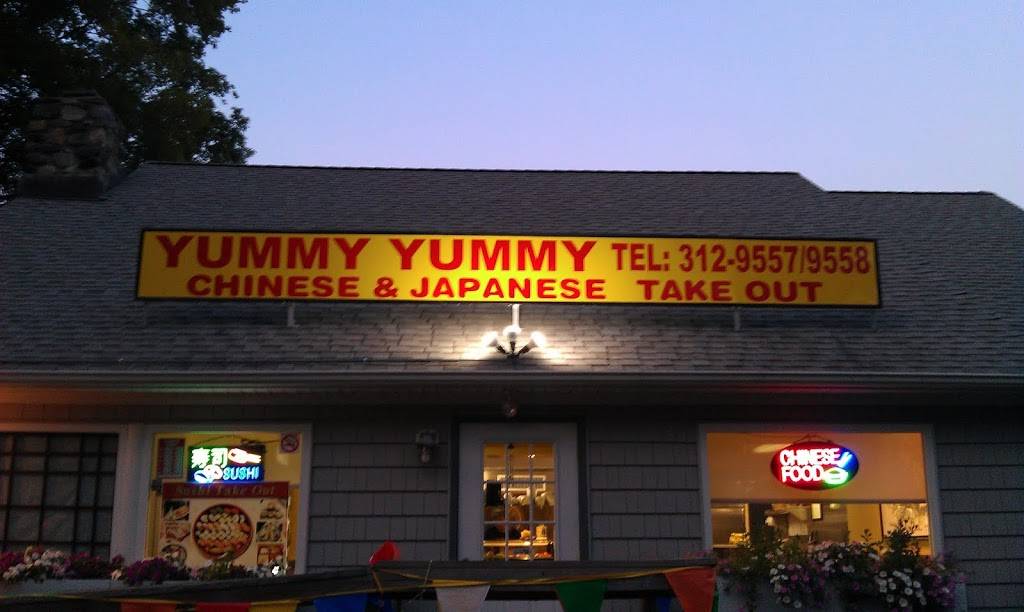 YUMMY YUMMY TEL: 312-9557/9558
CHINESE & JAPANESE TAKE OUT
寿司
SUSHI
Sushi Take Out
CHINESE
FOOD